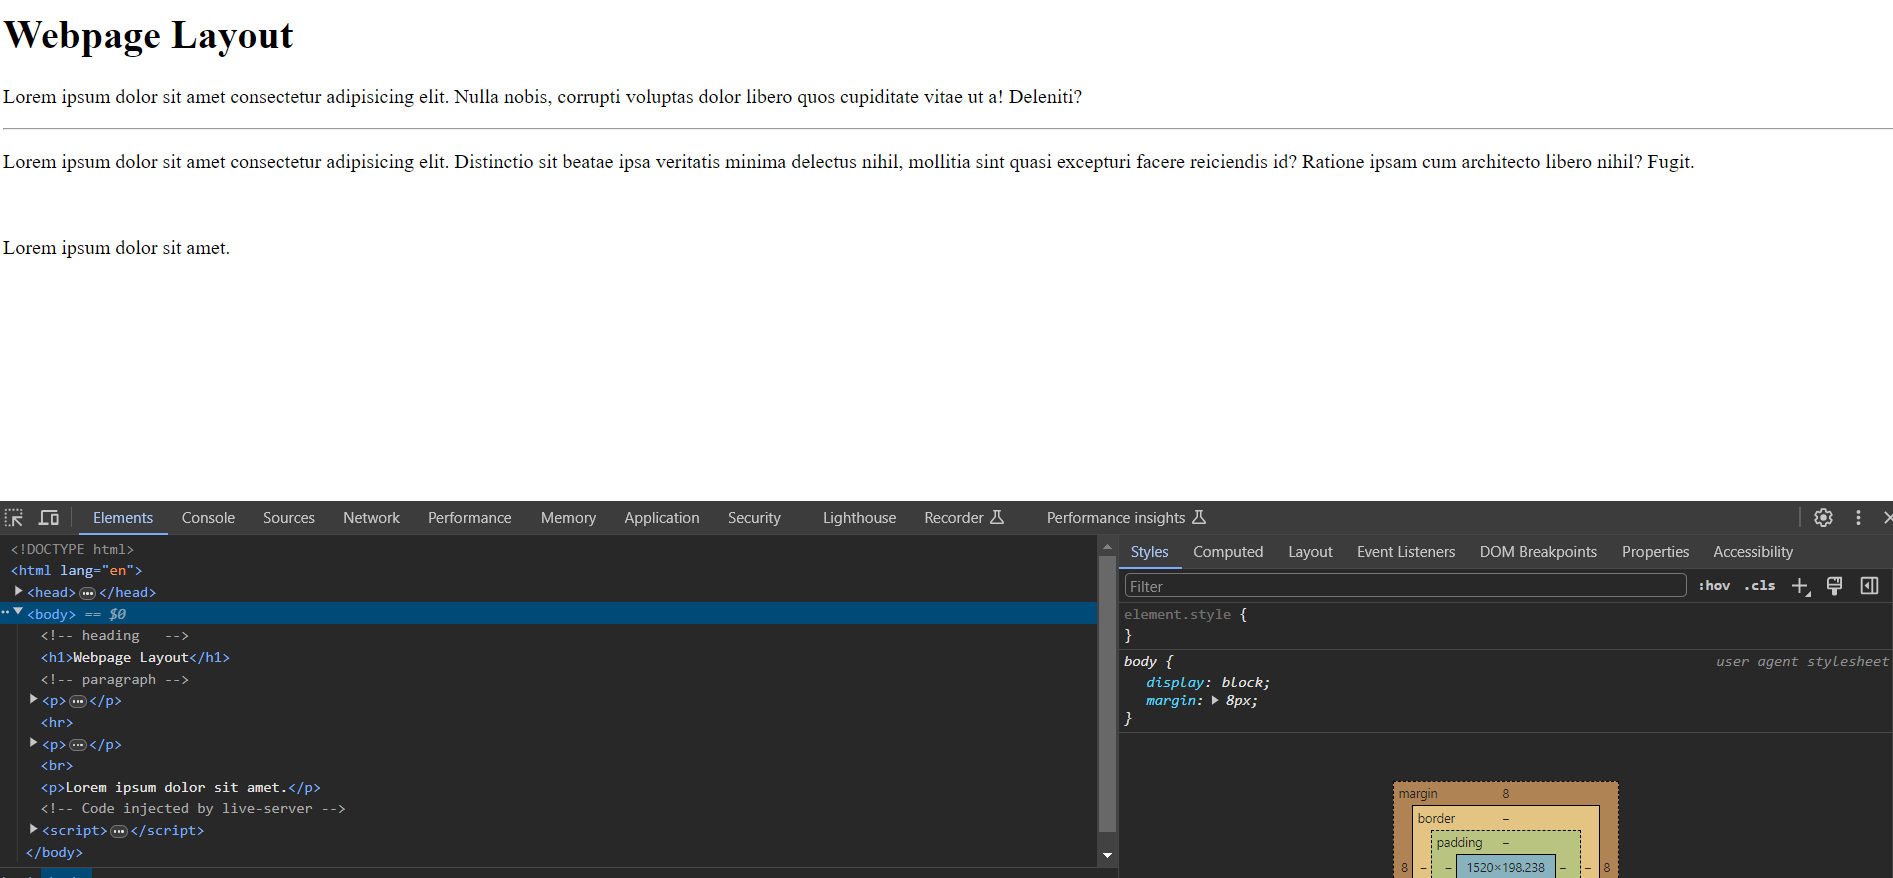 Webpage Layout
Lorem ipsum dolor sit amet consectetur adipisicing elit. Nulla nobis, corrupti voluptas dolor libero quos cupiditate vitae ut a! Deleniti?
Lorem ipsum dolor sit amet consectetur adipisicing elit. Distinctio sit beatae ipsa veritatis minima delectus nihil, mollitia sint quasi excepturi facere reiciendis id? Ratione ipsam cum architecto libero nihil? Fugit.
Lorem ipsum dolor sit amet.
Elements Console Sources Network Performance Memory Application Security Lighthouse Recorder Performance insights
<!DOCTYPE html>
<html lang="en">
<head>…</head>
<body> == $0
<!-- heading   -->
<h1>Webpage Layout</h1>
<!-- paragraph -->
<p>…</p>
<hr>
<p>…</p>
<br>
<p>Lorem ipsum dolor sit amet.</p>
<!-- Code injected by live-server -->
<script>…</script>
</body>
Styles Computed Layout Event Listeners DOM Breakpoints Properties Accessibility
Filter :hov .cls
element.style {
}
body { user agent stylesheet
display: block;
margin: 8px;
}
margin 8
border –
padding –
8 – – 1520×198.238 – – 8